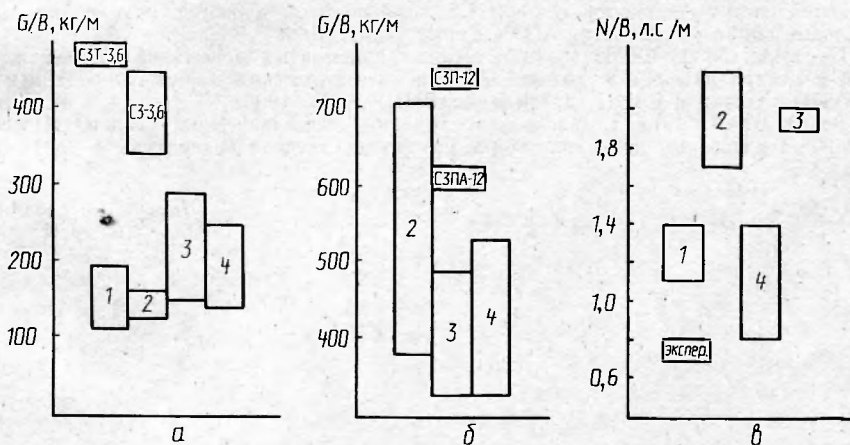 G/B, кг/м
СЗТ-3,6
СЗ-3,6
400
300
200
100
1
2
3
4
а
G/B, кг/м
СЗП-12
700
СЗПА-12
600
500
400
2
3
4
б
N/B, л.с/м
2
3
1,8
1,4
1
1,0
4
экспер.
0,6
в